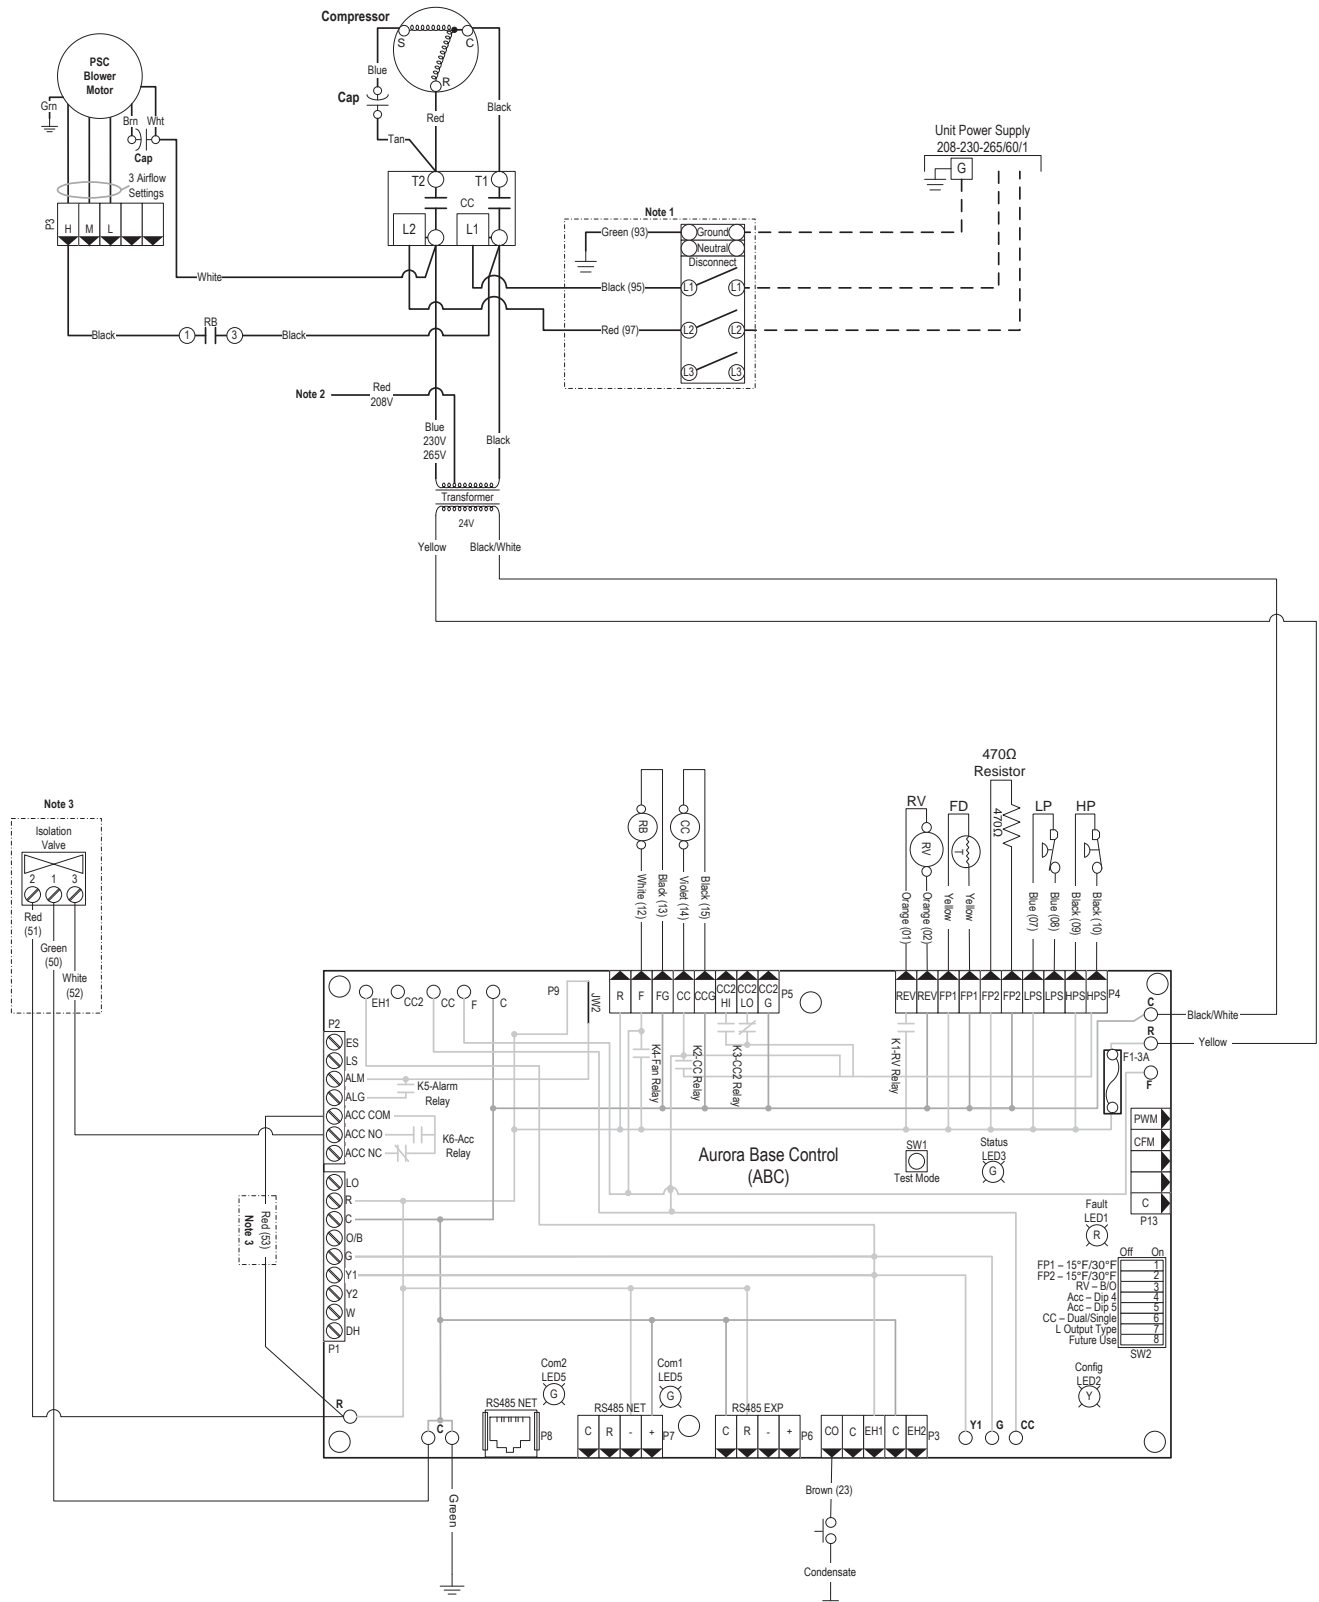 Compressor
S
C
R
PSC
Blower
Motor
Grn
Brn
Wht
Cap
3 Airflow
Settings
P3
H
M
L
Blue
Cap
Tan
Red
Black
T2
T1
CC
L2
L1
White
Black
1
RB
3
Black
Unit Power Supply
208-230-265/60/1
G
Note 1
Green (93)
Ground
Neutral
Disconnect
Black (95)
L1
L1
Red (97)
L2
L2
L3
L3
Note 2
Red
208V
Blue
230V
265V
Black
Transformer
24V
Yellow
Black/White
Note 3
Isolation
Valve
2
1
3
Red
(51)
Green
(50)
White
(52)
RB
CC
White (12)
Black (13)
Violet (14)
Black (15)
470Ω
Resistor
RV
FD
LP
HP
RV
T
470Ω
Orange (01)
Orange (02)
Yellow
Yellow
Blue (07)
Blue (08)
Black (09)
Black (10)
EH1
CC2
CC
F
C
P9
JW2
R
F
FG
CC
CCG
CC2
HI
CC2
LO
CC2
G
P5
REV
REV
FP1
FP1
FP2
FP2
LPS
LPS
HPS
HPS
P4
C
Black/White
R
Yellow
F1-3A
F
P2
ES
LS
ALM
ALG
ACC COM
ACC NO
ACC NC
K5-Alarm
Relay
K6-Acc
Relay
K4-Fan Relay
K2-CC Relay
K3-CC2 Relay
K1-RV Relay
Aurora Base Control
(ABC)
SW1
Test Mode
Status
LED3
G
PWM
CFM
C
P13
Red (53)
Note 3
LO
R
C
O/B
G
Y1
Y2
W
DH
P1
Fault
LED1
R
Off
On
FP1 – 15°F/30°F
1
FP2 – 15°F/30°F
2
RV – B/O
3
Acc – Dip 4
4
Acc – Dip 5
5
CC – Dual/Single
6
L Output Type
7
Future Use
8
SW2
Config
LED2
Y
R
C
Com2
LED5
G
Com1
LED5
G
RS485 NET
P8
RS485 NET
C
R
-
+
P7
RS485 EXP
C
R
-
+
P6
CO
C
EH1
C
EH2
P3
Y1
G
CC
Green
Brown (23)
Condensate